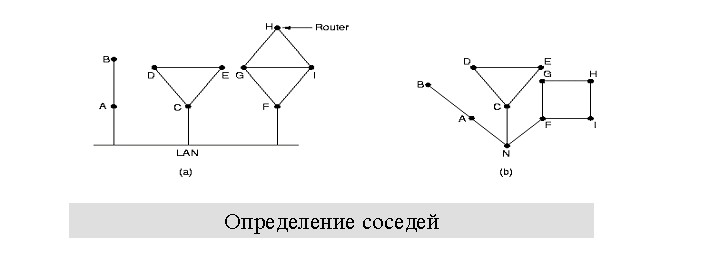 H Router
B
D E G I
A C F
LAN
(a)
D E
G H
B
C
A F I
N
(b)
Определение соседей